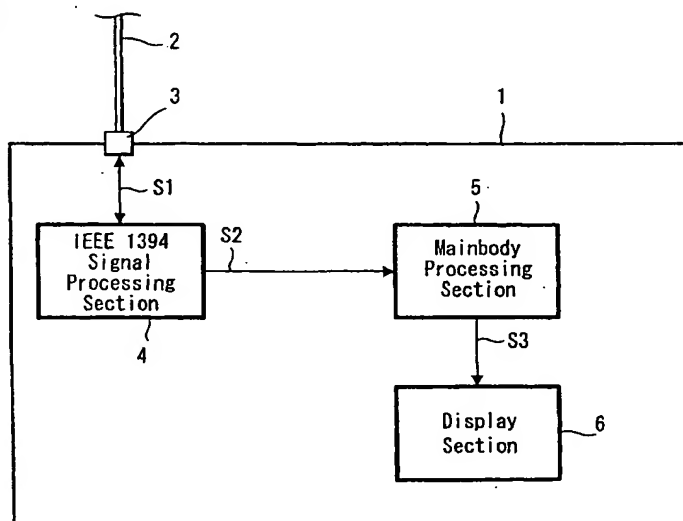 2
3
1
S1
IEEE 1394
Signal
Processing
Section
4
S2
5
Mainbody
Processing
Section
S3
Display
Section
6